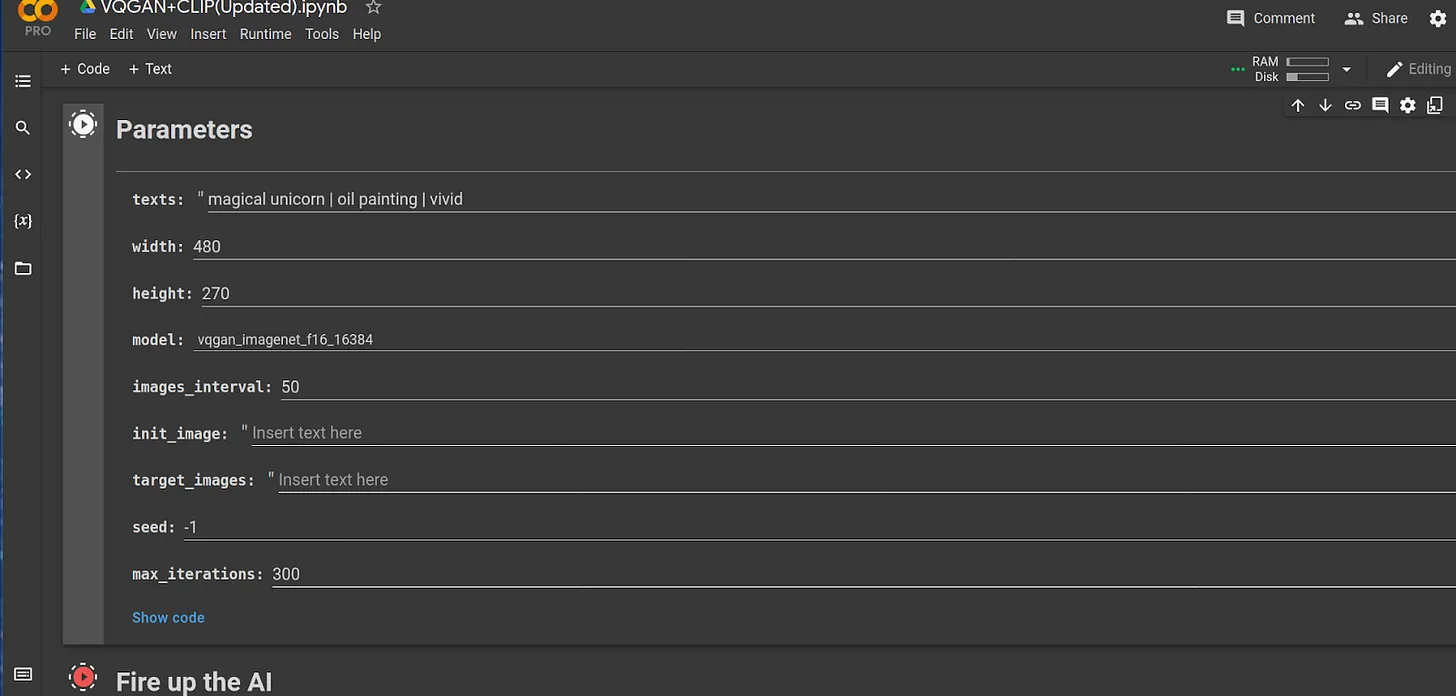 VQGAN+CLIP(Updated).ipynb
PRO
File Edit View Insert Runtime Tools Help
Comment Share
+ Code + Text
RAM
Disk
Editing
Parameters
texts: " magical unicorn | oil painting | vivid
width: 480
height: 270
model: vqgan_imagenet_f16_16384
images_interval: 50
init_image: " Insert text here
target_images: " Insert text here
seed: -1
max_iterations: 300
Show code
Fire up the AI